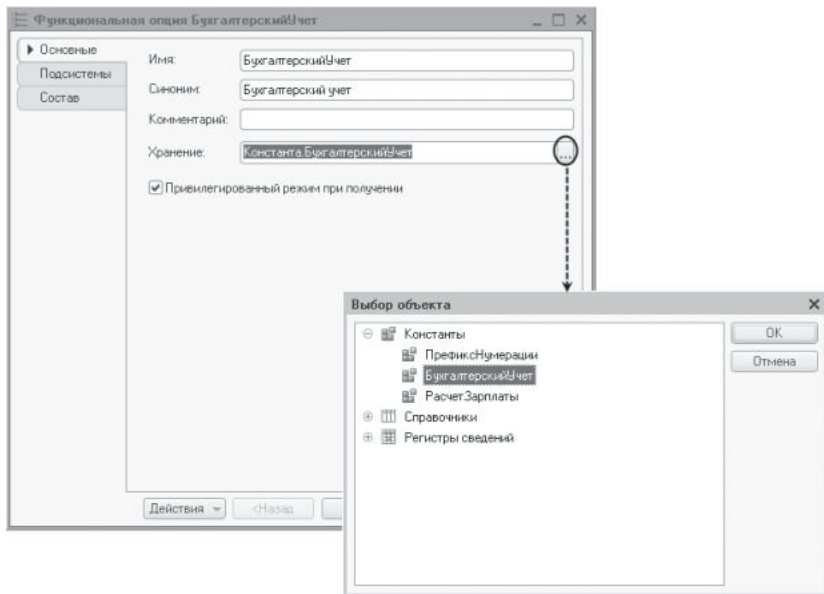 Функциональная опция БухгалтерскийУчет
Основные
Подсистемы
Состав
Имя: БухгалтерскийУчет
Синоним: Бухгалтерский учет
Комментарий:
Хранение: Константа.БухгалтерскийУчет ...
Привилегированный режим при получении
Действия <Назад
Выбор объекта
Константы
ПрефиксНумерации
БухгалтерскийУчет
РасчетЗарплаты
Справочники
Регистры сведений
OK
Отмена